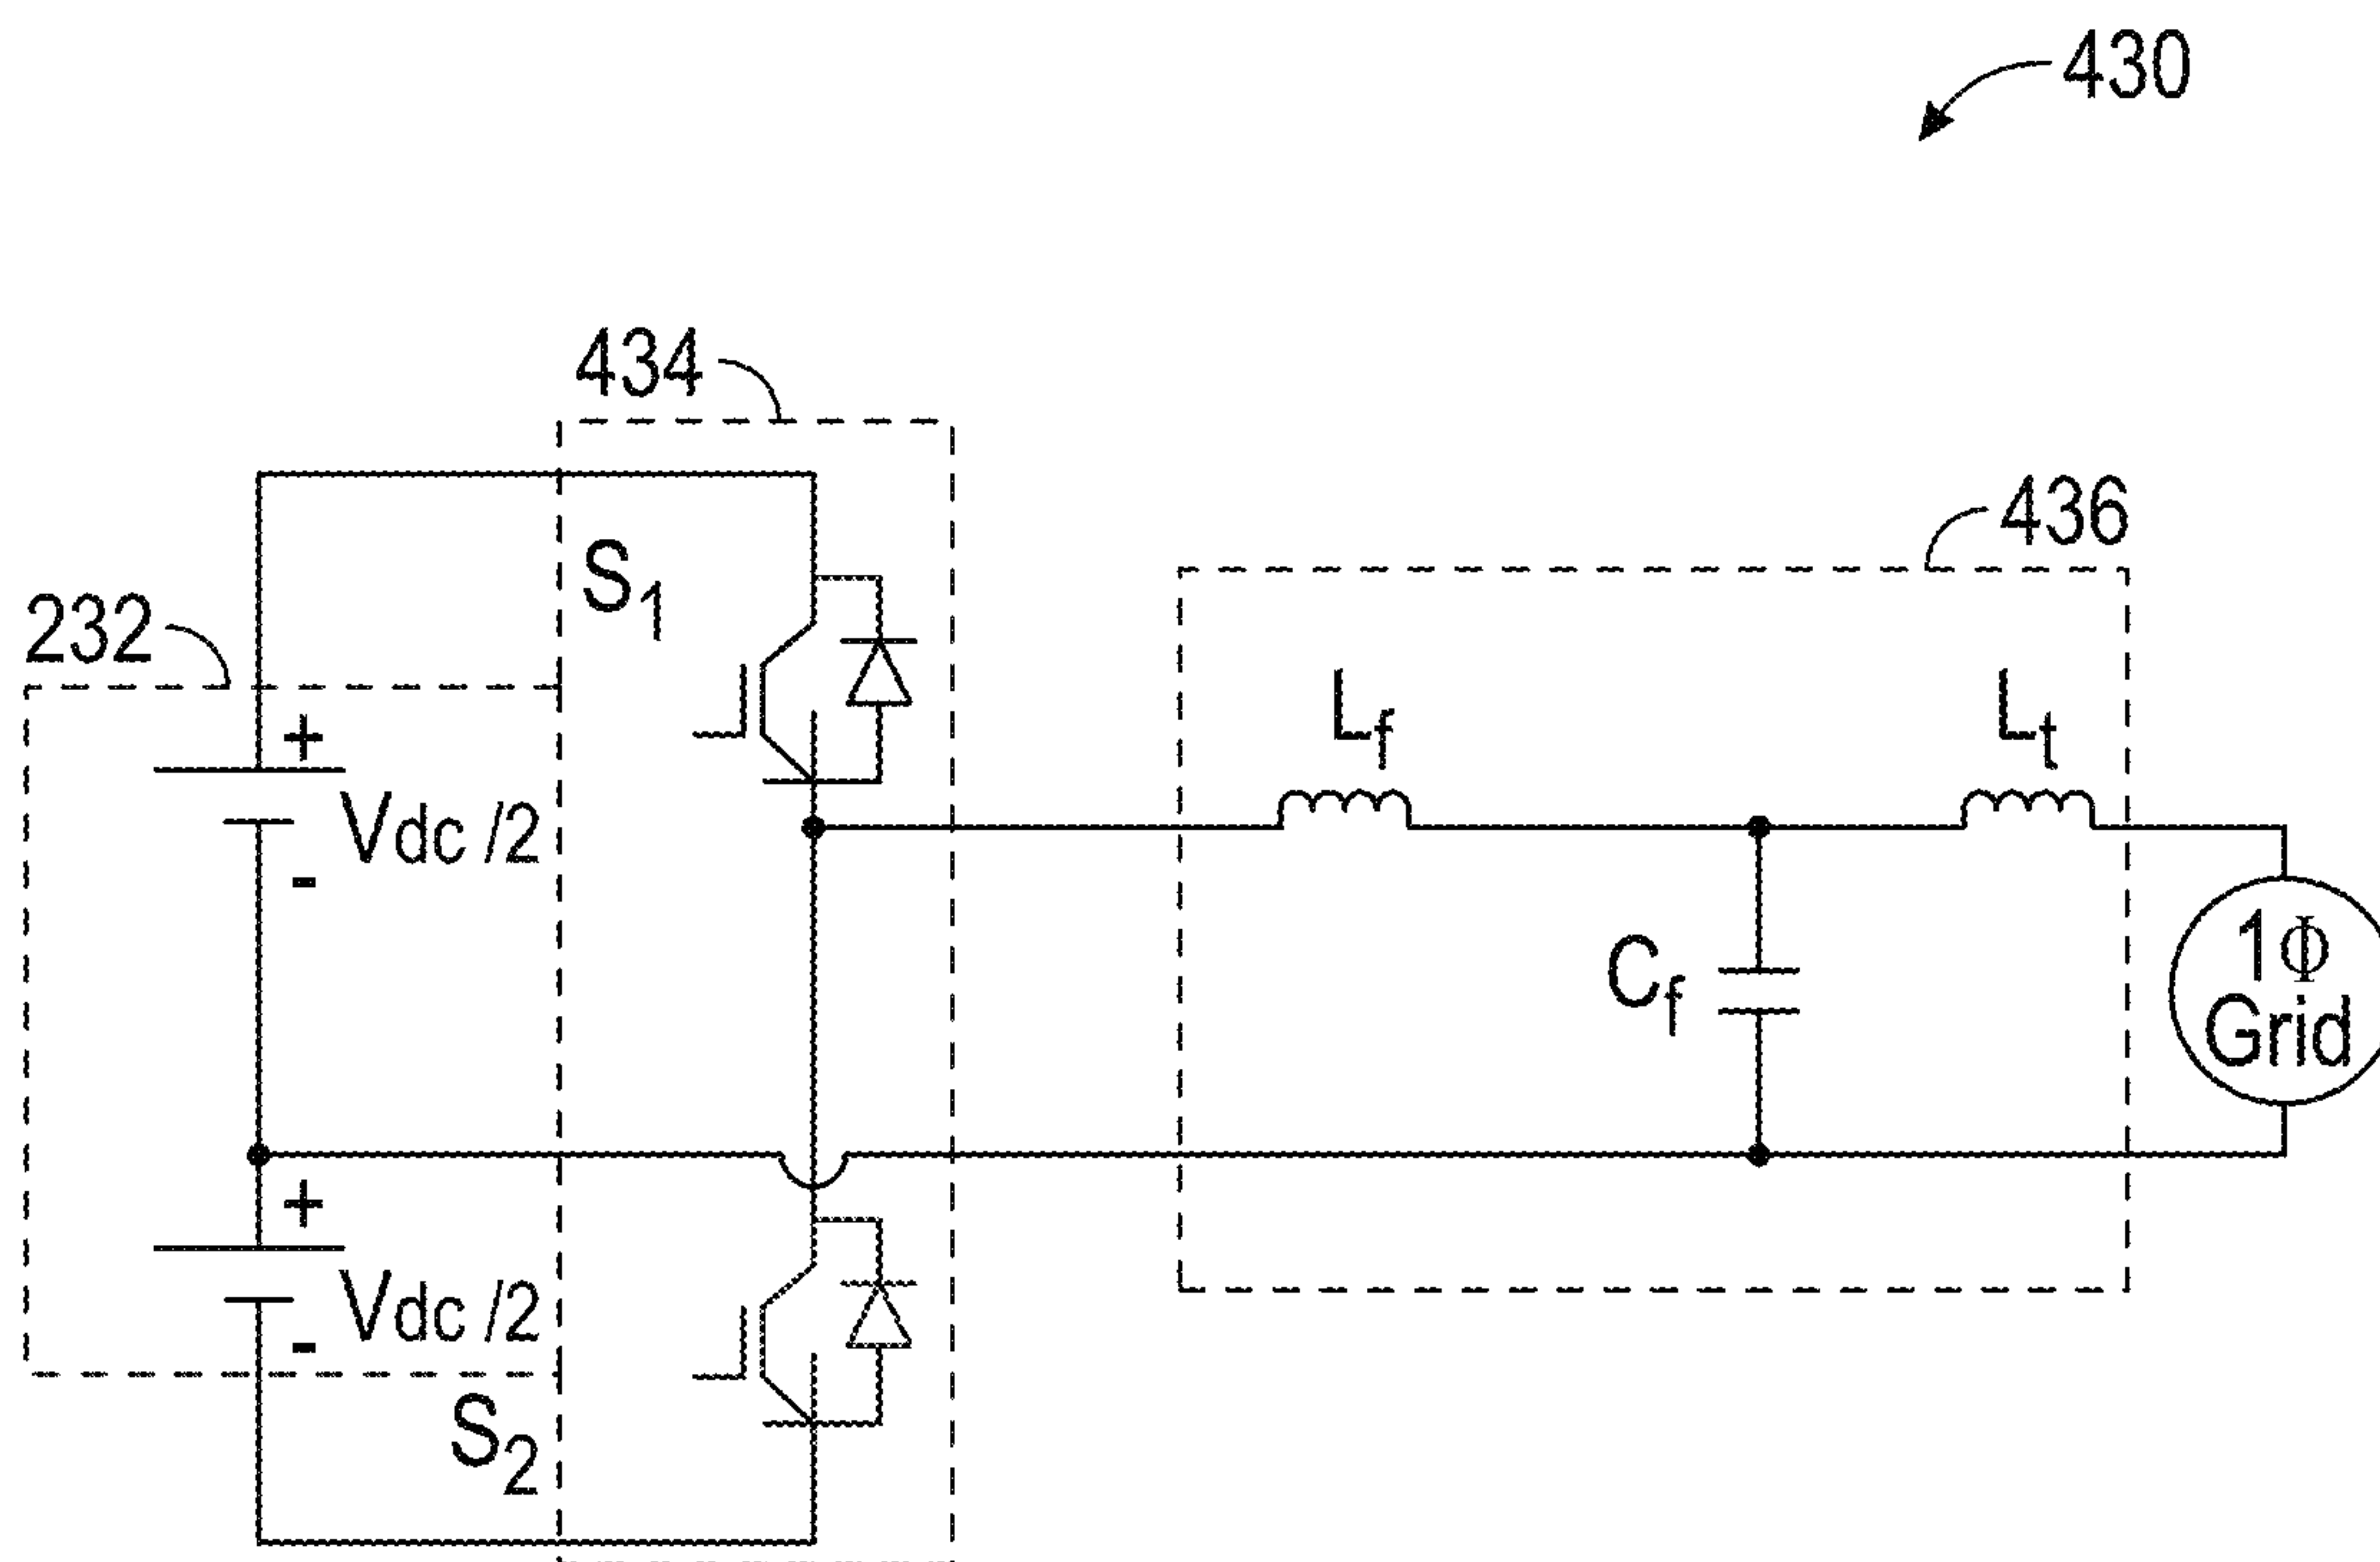 430
434
436
S1
232
Lf
Lt
+
Vdc /2
-
1Φ
Grid
Cf
+
Vdc /2
-
S2